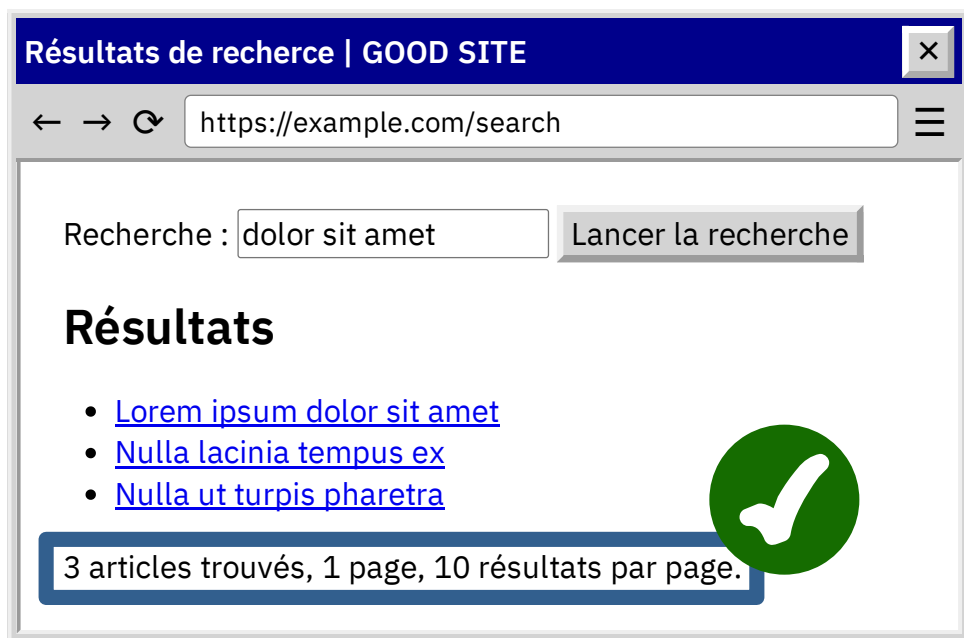 Résultats de recherce | GOOD SITE ✕
← → ⟳ https://example.com/search ☰
Recherche : dolor sit amet Lancer la recherche
Résultats
• Lorem ipsum dolor sit amet
• Nulla lacinia tempus ex
• Nulla ut turpis pharetra
3 articles trouvés, 1 page, 10 résultats par page.